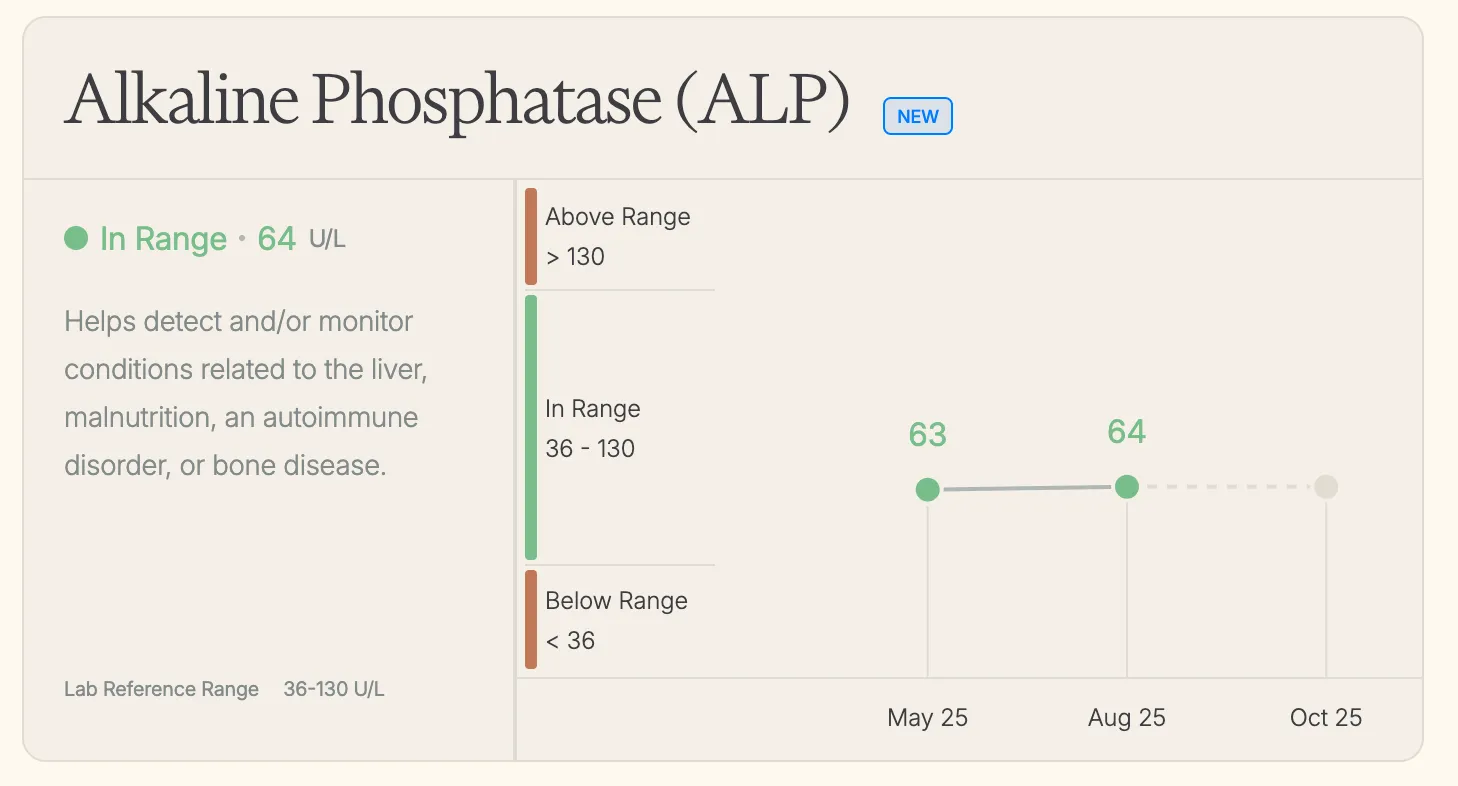 Alkaline Phosphatase (ALP) NEW
In Range • 64 U/L
Helps detect and/or monitor
conditions related to the liver,
malnutrition, an autoimmune
disorder, or bone disease.
Lab Reference Range 36-130 U/L
Above Range
> 130
In Range
36 - 130
Below Range
< 36
63
64
May 25
Aug 25
Oct 25